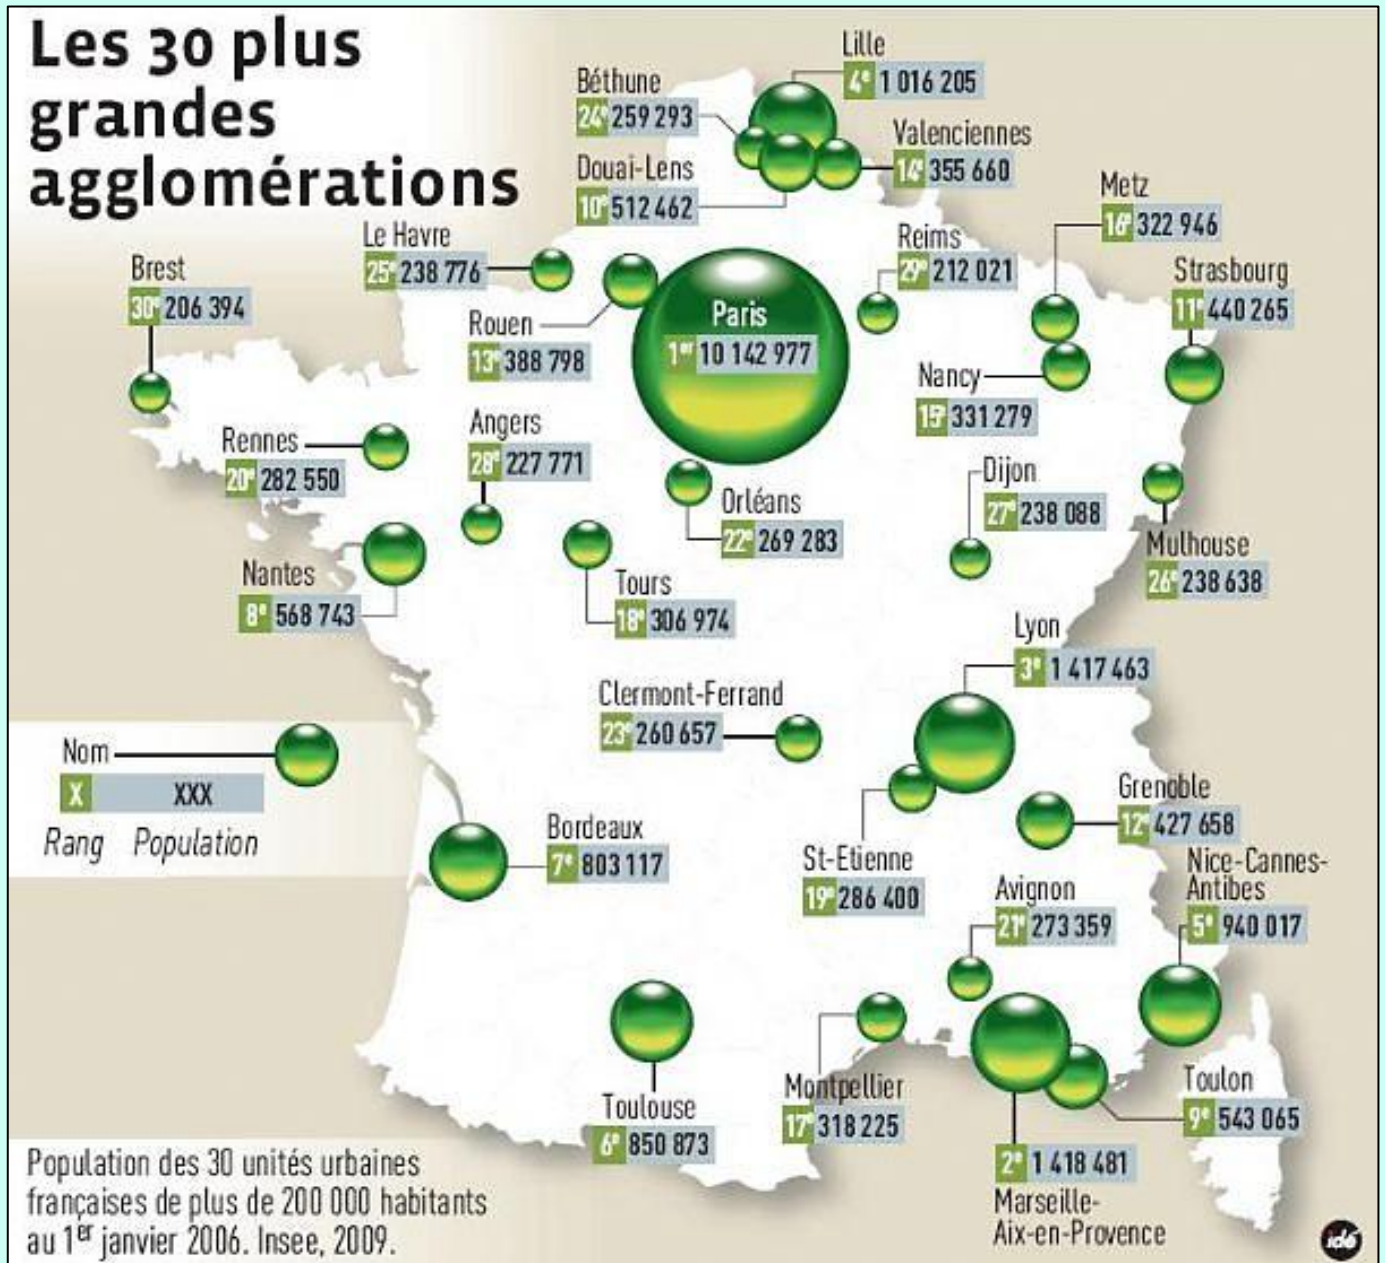 Les 30 plus
grandes
agglomérations
Lille
4e 1 016 205
Béthune
24e 259 293
Valenciennes
14e 355 660
Douai-Lens
10e 512 462
Metz
16e 322 946
Le Havre
25e 238 776
Reims
29e 212 021
Brest
30e 206 394
Strasbourg
11e 440 265
Rouen
13e 388 798
Paris
1er 10 142 977
Nancy
15e 331 279
Angers
28e 227 771
Rennes
20e 282 550
Dijon
27e 238 088
Orléans
22e 269 283
Mulhouse
26e 238 638
Nantes
8e 568 743
Tours
18e 306 974
Lyon
3e 1 417 463
Clermont-Ferrand
23e 260 657
Nom
X XXX
Rang Population
Grenoble
12e 427 658
Bordeaux
7e 803 117
St-Etienne
19e 286 400
Nice-Cannes-
Antibes
5e 940 017
Avignon
21e 273 359
Toulouse
6e 850 873
Montpellier
17e 318 225
Toulon
9e 543 065
2e 1 418 481
Marseille-
Aix-en-Provence
Population des 30 unités urbaines
françaises de plus de 200 000 habitants
au 1er janvier 2006. Insee, 2009.
idé